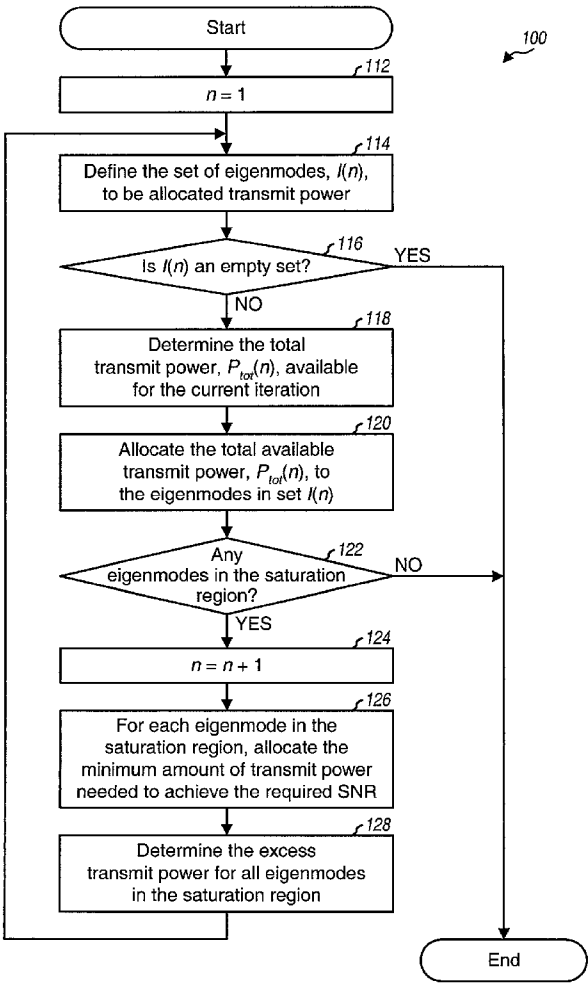 Start
100
112
n = 1
114
Define the set of eigenmodes, I(n),
to be allocated transmit power
116
Is I(n) an empty set?
YES
NO
118
Determine the total
transmit power, Ptot(n), available
for the current iteration
120
Allocate the total available
transmit power, Ptot(n), to
the eigenmodes in set I(n)
122
Any
eigenmodes in the saturation
region?
NO
YES
124
n = n + 1
126
For each eigenmode in the
saturation region, allocate the
minimum amount of transmit power
needed to achieve the required SNR
128
Determine the excess
transmit power for all eigenmodes
in the saturation region
End